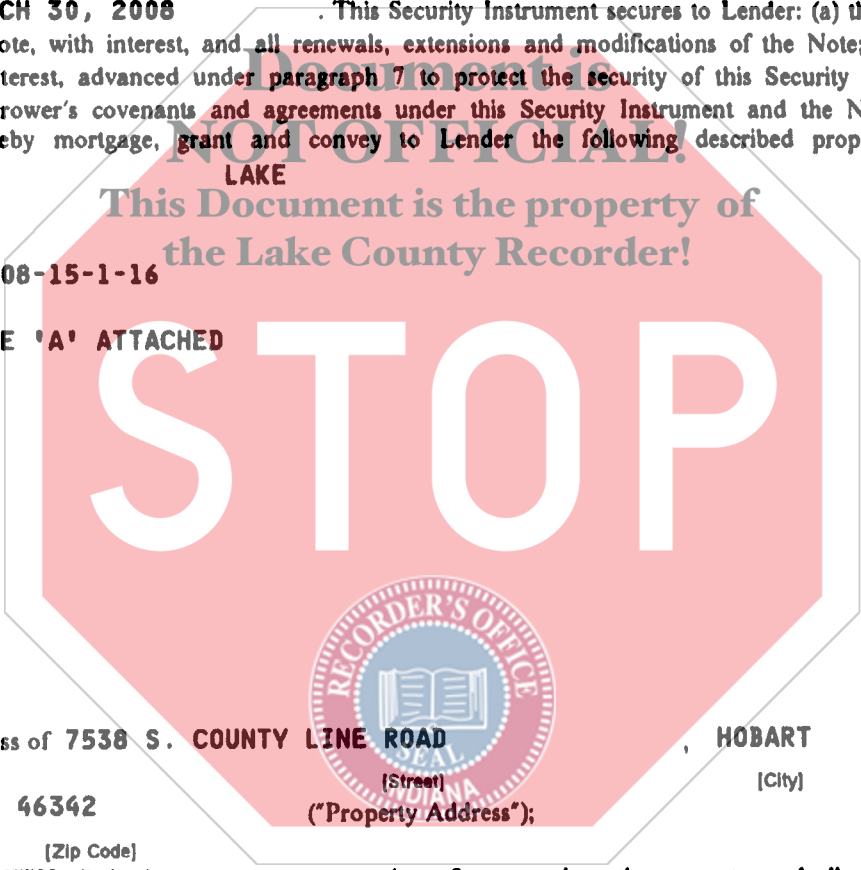 CH 30, 2008 . This Security Instrument secures to Lender: (a) th
ote, with interest, and all renewals, extensions and modifications of the Note;
terest, advanced under paragraph 7 to protect the security of this Security
rower's covenants and agreements under this Security Instrument and the N
eby mortgage, grant and convey to Lender the following described prop
LAKE
Document is
NOT OFFICIAL!
This Document is the property of
the Lake County Recorder!
08-15-1-16
E 'A' ATTACHED
STOP
RECORDER'S OFFICE
SEAL
INDIANA
ss of 7538 S. COUNTY LINE ROAD , HOBART
[Street] [City]
46342 ("Property Address");
[Zip Code]